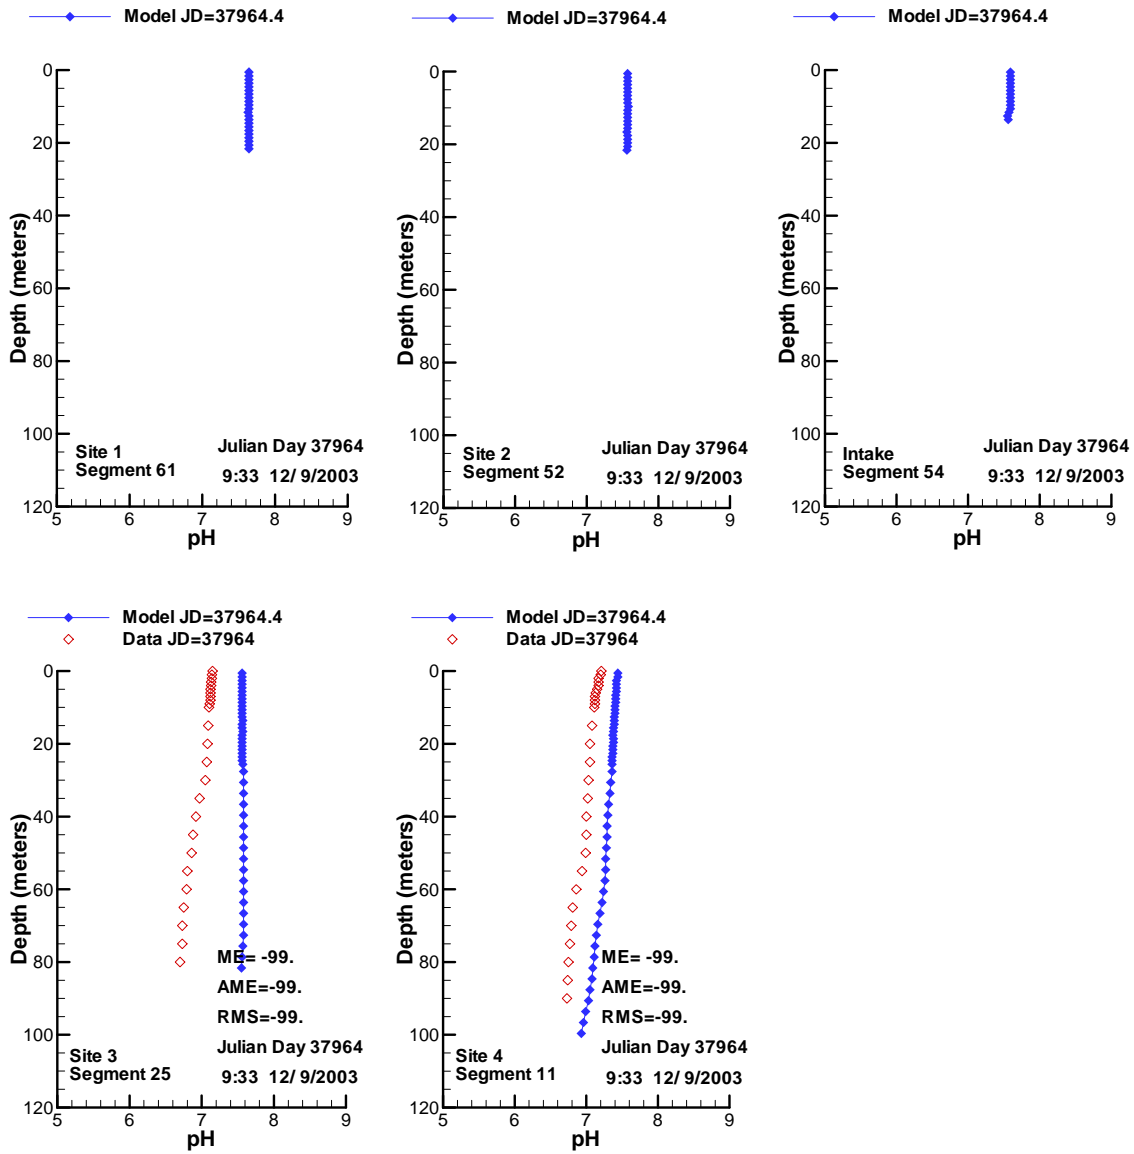 Model JD=37964.4
0
20
40
60
80
100
120
Depth (meters)
Site 1
Segment 61
Julian Day 37964
9:33 12/ 9/2003
5 6 7 8 9
pH
Model JD=37964.4
0
20
40
60
80
100
120
Depth (meters)
Site 2
Segment 52
Julian Day 37964
9:33 12/ 9/2003
5 6 7 8 9
pH
Model JD=37964.4
0
20
40
60
80
100
120
Depth (meters)
Intake
Segment 54
Julian Day 37964
9:33 12/ 9/2003
5 6 7 8 9
pH
Model JD=37964.4
Data JD=37964
0
20
40
60
80
100
120
Depth (meters)
ME= -99.
AME=-99.
RMS=-99.
Site 3
Segment 25
Julian Day 37964
9:33 12/ 9/2003
5 6 7 8 9
pH
Model JD=37964.4
Data JD=37964
0
20
40
60
80
100
120
Depth (meters)
ME= -99.
AME=-99.
RMS=-99.
Site 4
Segment 11
Julian Day 37964
9:33 12/ 9/2003
5 6 7 8 9
pH